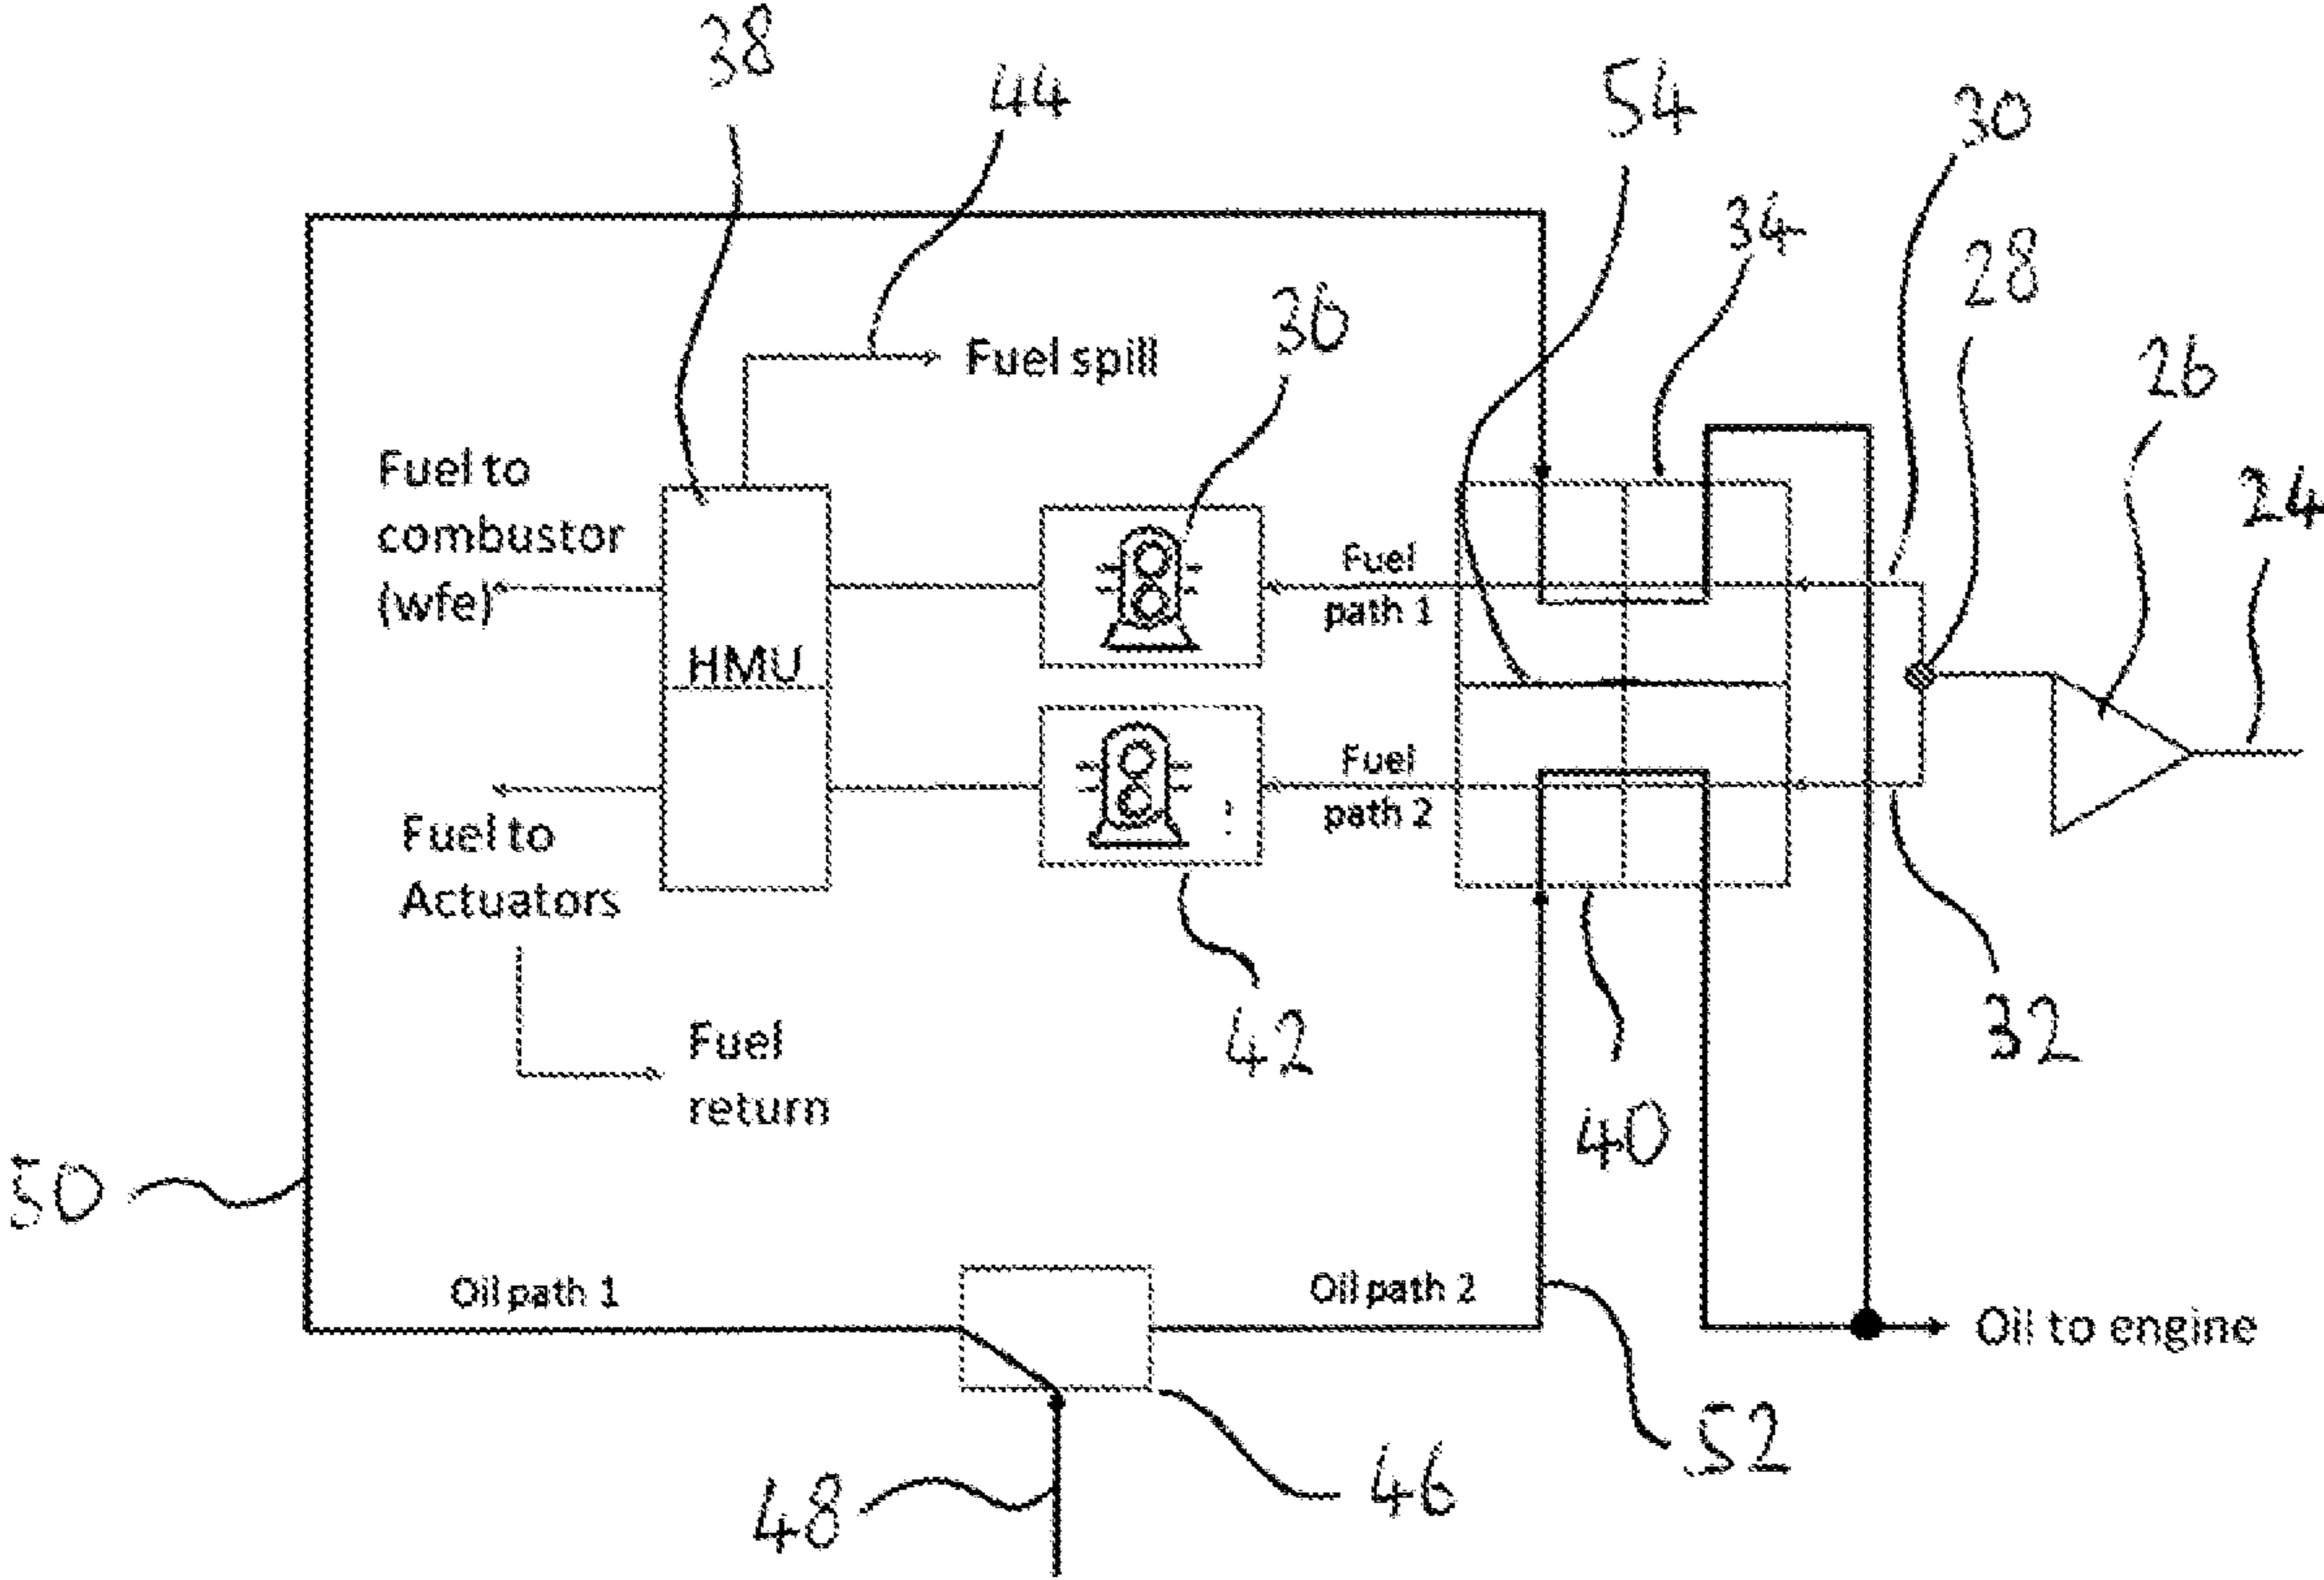 38
44
54
30
34
28
36
26
Fuel spill
24
Fuel to
combustor
(wfe)
Fuel
path 1
HMU
Fuel
path 2
Fuel to
Actuators
32
42
Fuel
return
40
50
Oil path 1
Oil path 2
Oil to engine
52
46
48